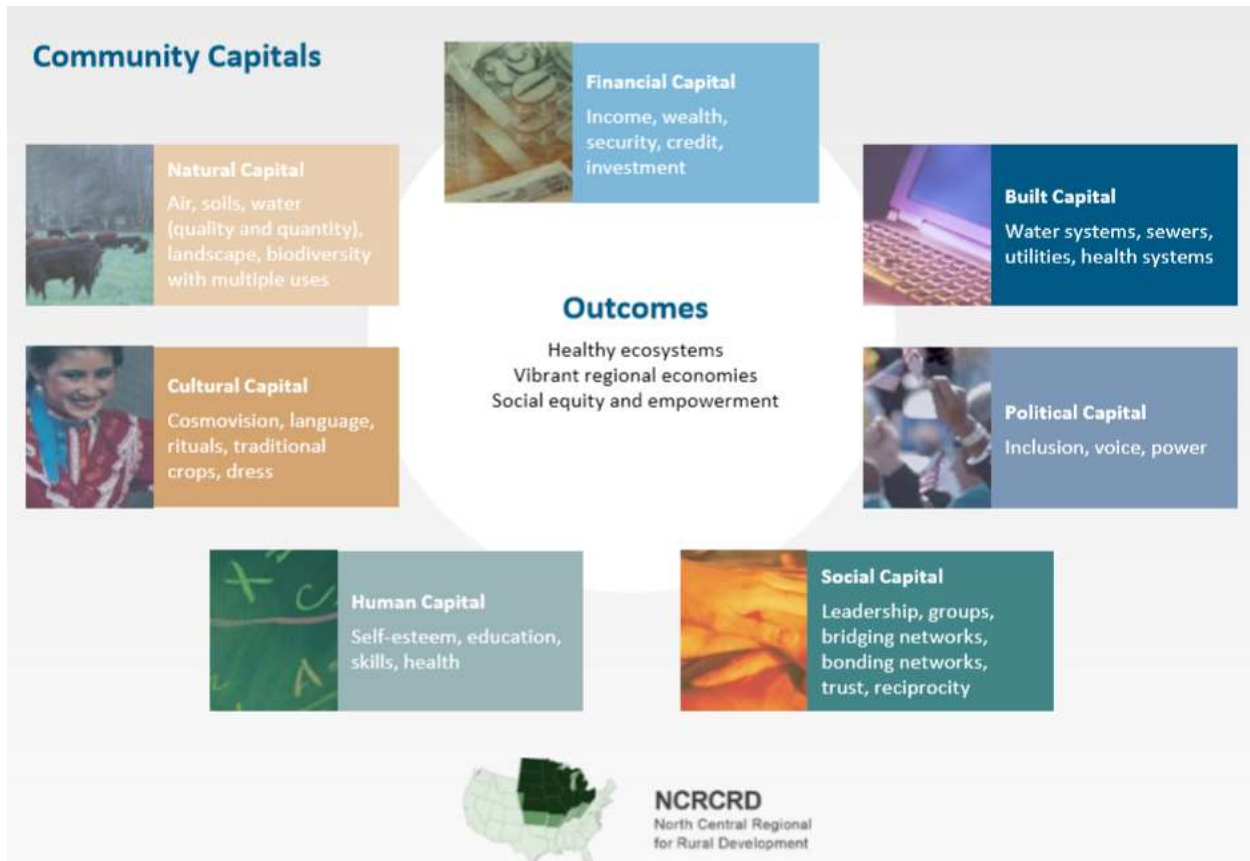 Community Capitals
Financial Capital
Income, wealth,
security, credit,
investment
Natural Capital
Air, soils, water
(quality and quantity),
landscape, biodiversity
with multiple uses
Built Capital
Water systems, sewers,
utilities, health systems
Outcomes
Healthy ecosystems
Vibrant regional economies
Social equity and empowerment
Cultural Capital
Cosmovision, language,
rituals, traditional
crops, dress
Political Capital
Inclusion, voice, power
Human Capital
Self-esteem, education,
skills, health
Social Capital
Leadership, groups,
bridging networks,
bonding networks,
trust, reciprocity
NCRCRD
North Central Regional
for Rural Development